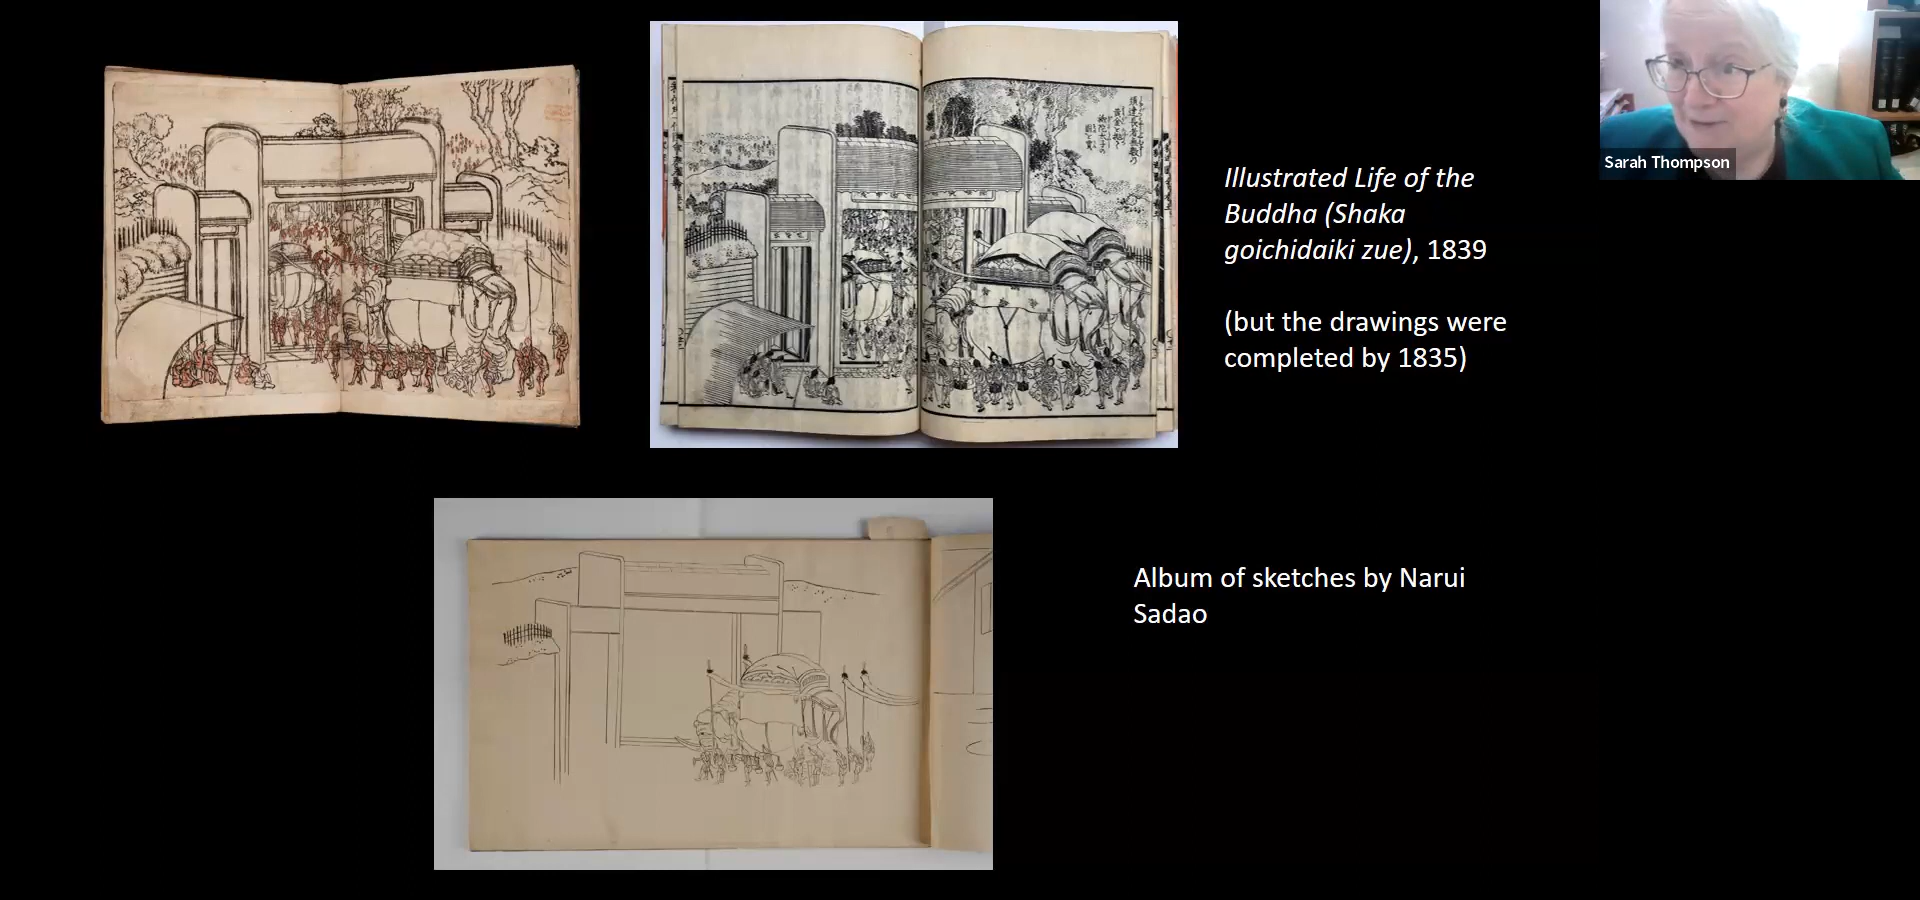 Illustrated Life of the
Buddha (Shaka
goichidaiki zue), 1839
(but the drawings were
completed by 1835)
Album of sketches by Narui
Sadao
Sarah Thompson